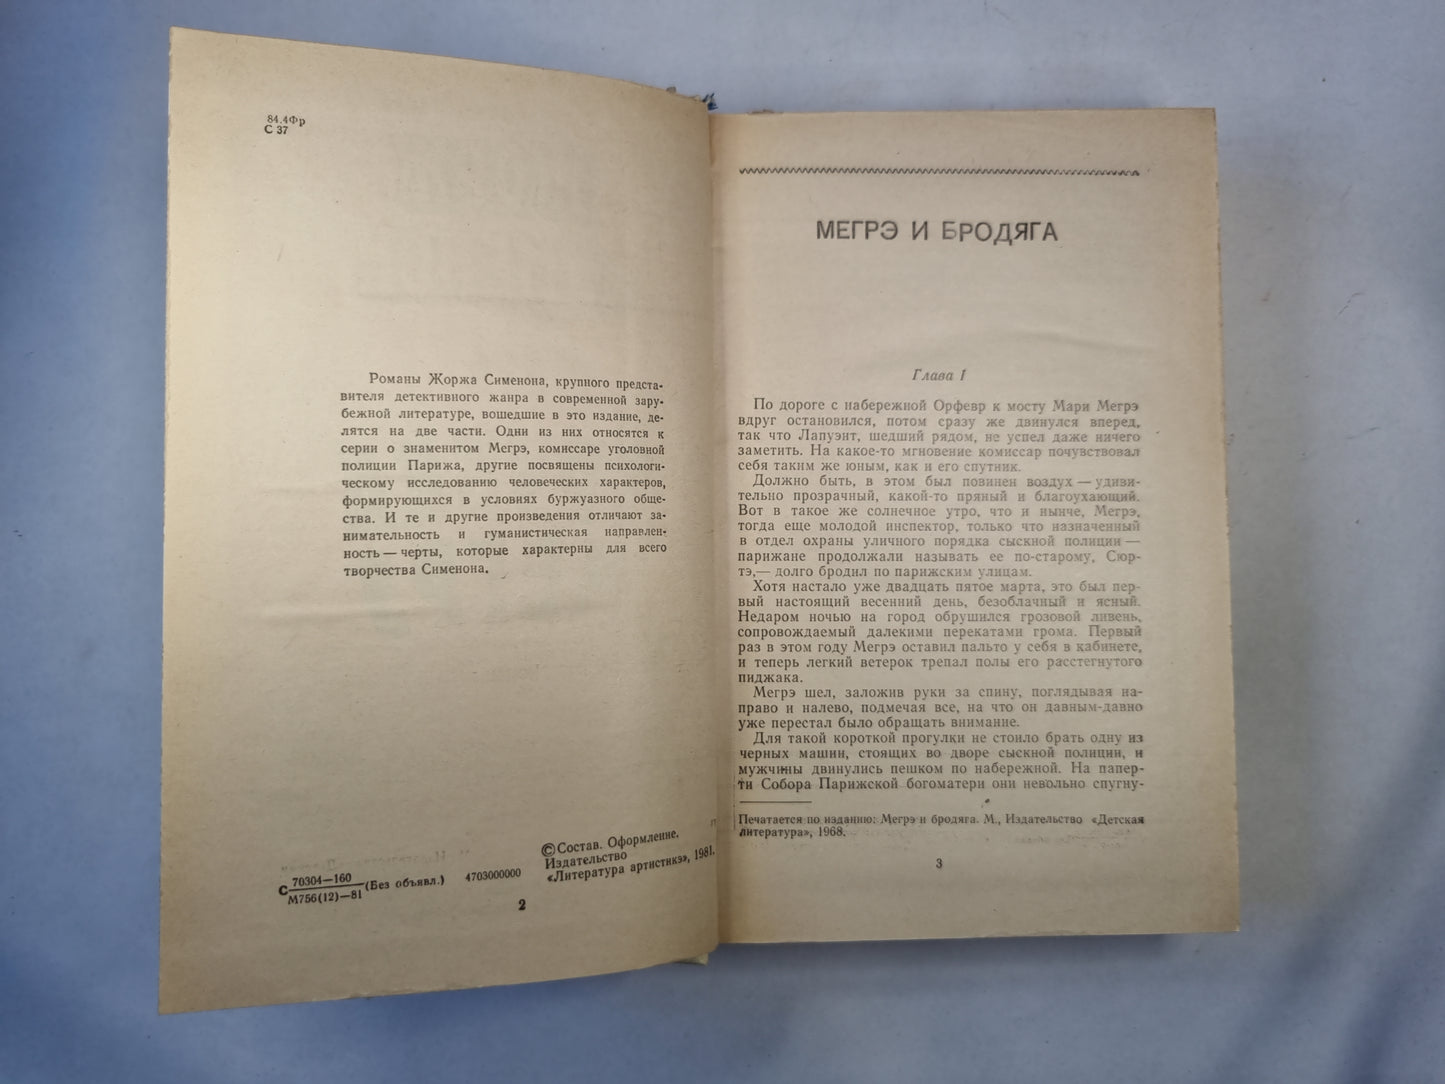 84.4Фр
С 37
Романы Жоржа Сименона, крупного предста-
вителя детективного жанра в современной зару-
бежной литературе, вошедшие в это издание, де-
лятся на две части. Одни из них относятся к
серии о знаменитом Мегрэ, комиссаре уголовной
полиции Парижа, другие посвящены психологи-
ческому исследованию человеческих характеров,
формирующихся в условиях буржуазного обще-
ства. И те и другие произведения отличают за-
нимательность и гуманистическая направлен-
ность — черты, которые характерны для всего
творчества Сименона.
С 70304—160
М756(12)—81 (Без объявл.) 4703000000
© Состав. Оформление.
Издательство
«Литература артистикэ», 1981.
2
МЕГРЭ И БРОДЯГА
Глава I
По дороге с набережной Орфевр к мосту Мари Мегрэ
вдруг остановился, потом сразу же двинулся вперед,
так что Лапуэнт, шедший рядом, не успел даже ничего
заметить. На какое-то мгновение комиссар почувствовал
себя таким же юным, как и его спутник.
Должно быть, в этом был повинен воздух — удиви-
тельно прозрачный, какой-то пряный и благоухающий.
Вот в такое же солнечное утро, что и нынче, Мегрэ,
тогда еще молодой инспектор, только что назначенный
в отдел охраны уличного порядка сыскной полиции —
парижане продолжали называть ее по-старому, Сюр-
тэ,— долго бродил по парижским улицам.
Хотя настало уже двадцать пятое марта, это был пер-
вый настоящий весенний день, безоблачный и ясный.
Недаром ночью на город обрушился грозовой ливень,
сопровождаемый далекими перекатами грома. Первый
раз в этом году Мегрэ оставил пальто у себя в кабинете,
и теперь легкий ветерок трепал полы его расстегнутого
пиджака.
Мегрэ шел, заложив руки за спину, поглядывая на-
право и налево, подмечая все, на что он давным-давно
уже перестал было обращать внимание.
Для такой короткой прогулки не стоило брать одну из
черных машин, стоящих во дворе сыскной полиции, и
мужчины двинулись пешком по набережной. На папер-
ти Собора Парижской богоматери они невольно спугну-
Печатается по изданию: Мегрэ и бродяга. М., Издательство «Детская
литература», 1968.
3